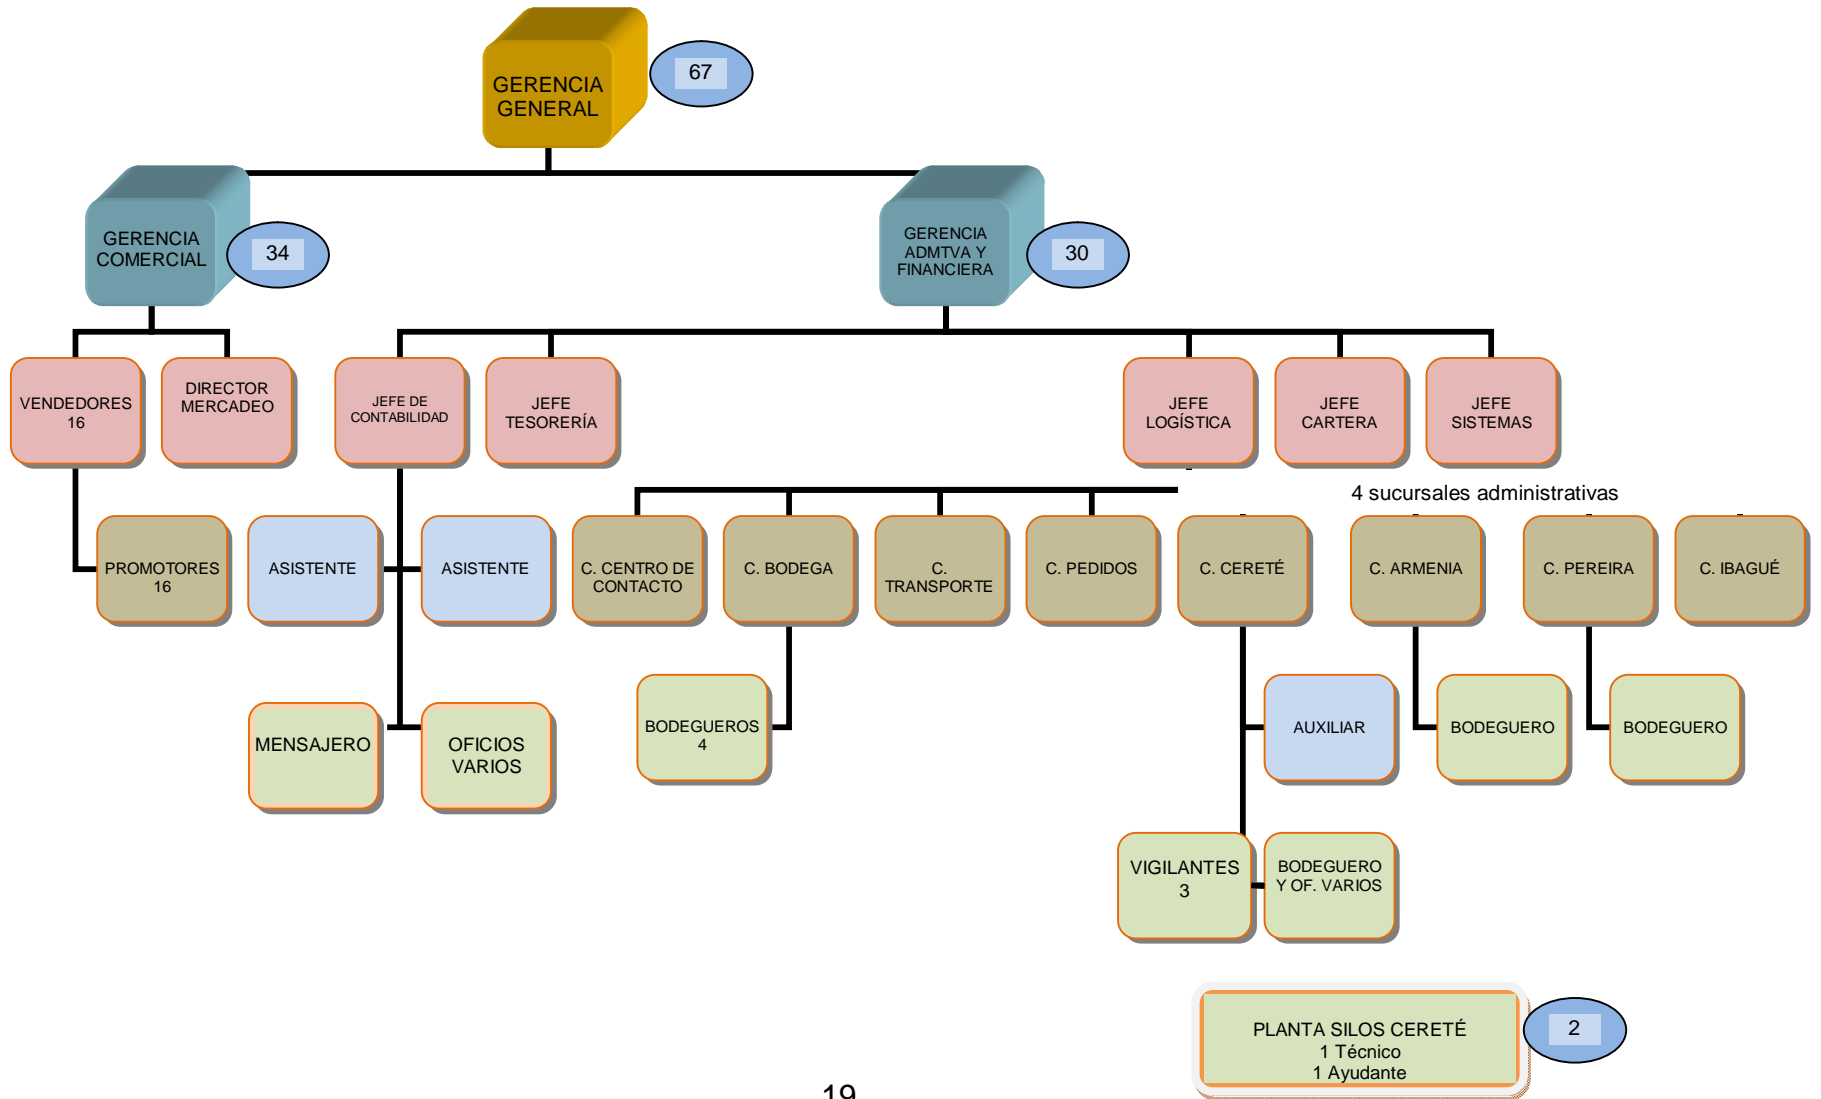 GERENCIA
GENERAL
67
GERENCIA
COMERCIAL
34
GERENCIA
ADMTVA Y
FINANCIERA
30
VENDEDORES
16
DIRECTOR
MERCADEO
JEFE DE
CONTABILIDAD
JEFE
TESORERÍA
JEFE
LOGÍSTICA
JEFE
CARTERA
JEFE
SISTEMAS
4 sucursales administrativas
PROMOTORES
16
ASISTENTE
ASISTENTE
C. CENTRO DE
CONTACTO
C. BODEGA
C.
TRANSPORTE
C. PEDIDOS
C. CERETÉ
C. ARMENIA
C. PEREIRA
C. IBAGUÉ
MENSAJERO
OFICIOS
VARIOS
BODEGUEROS
4
AUXILIAR
BODEGUERO
BODEGUERO
VIGILANTES
3
BODEGUERO
Y OF. VARIOS
PLANTA SILOS CERETÉ
1 Técnico
1 Ayudante
2
19